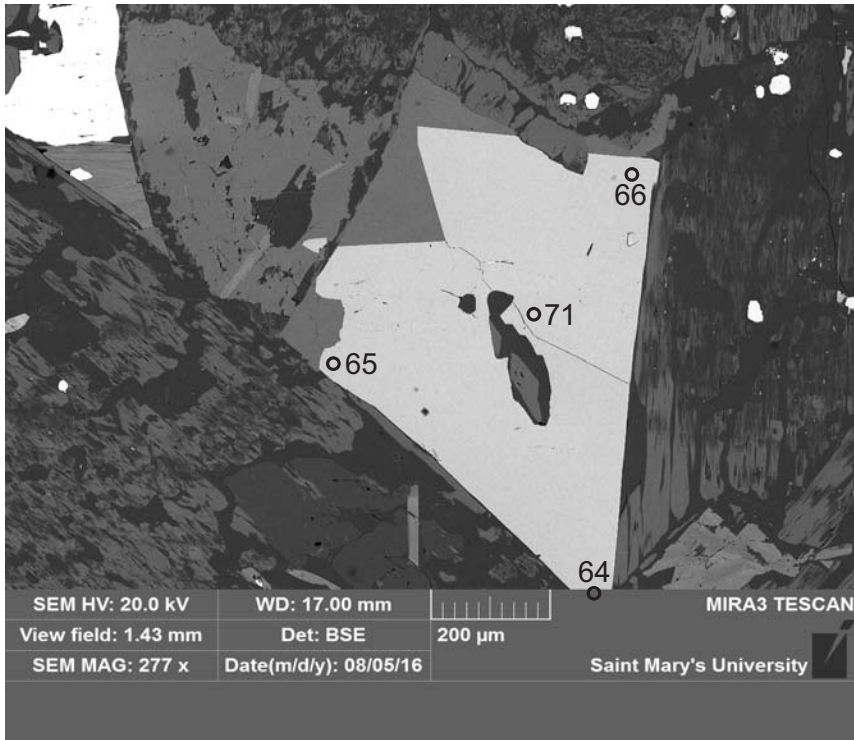 66
71
65
64
SEM HV: 20.0 kV WD: 17.00 mm MIRA3 TESCAN
View field: 1.43 mm Det: BSE 200 µm
SEM MAG: 277 x Date(m/d/y): 08/05/16 Saint Mary's University